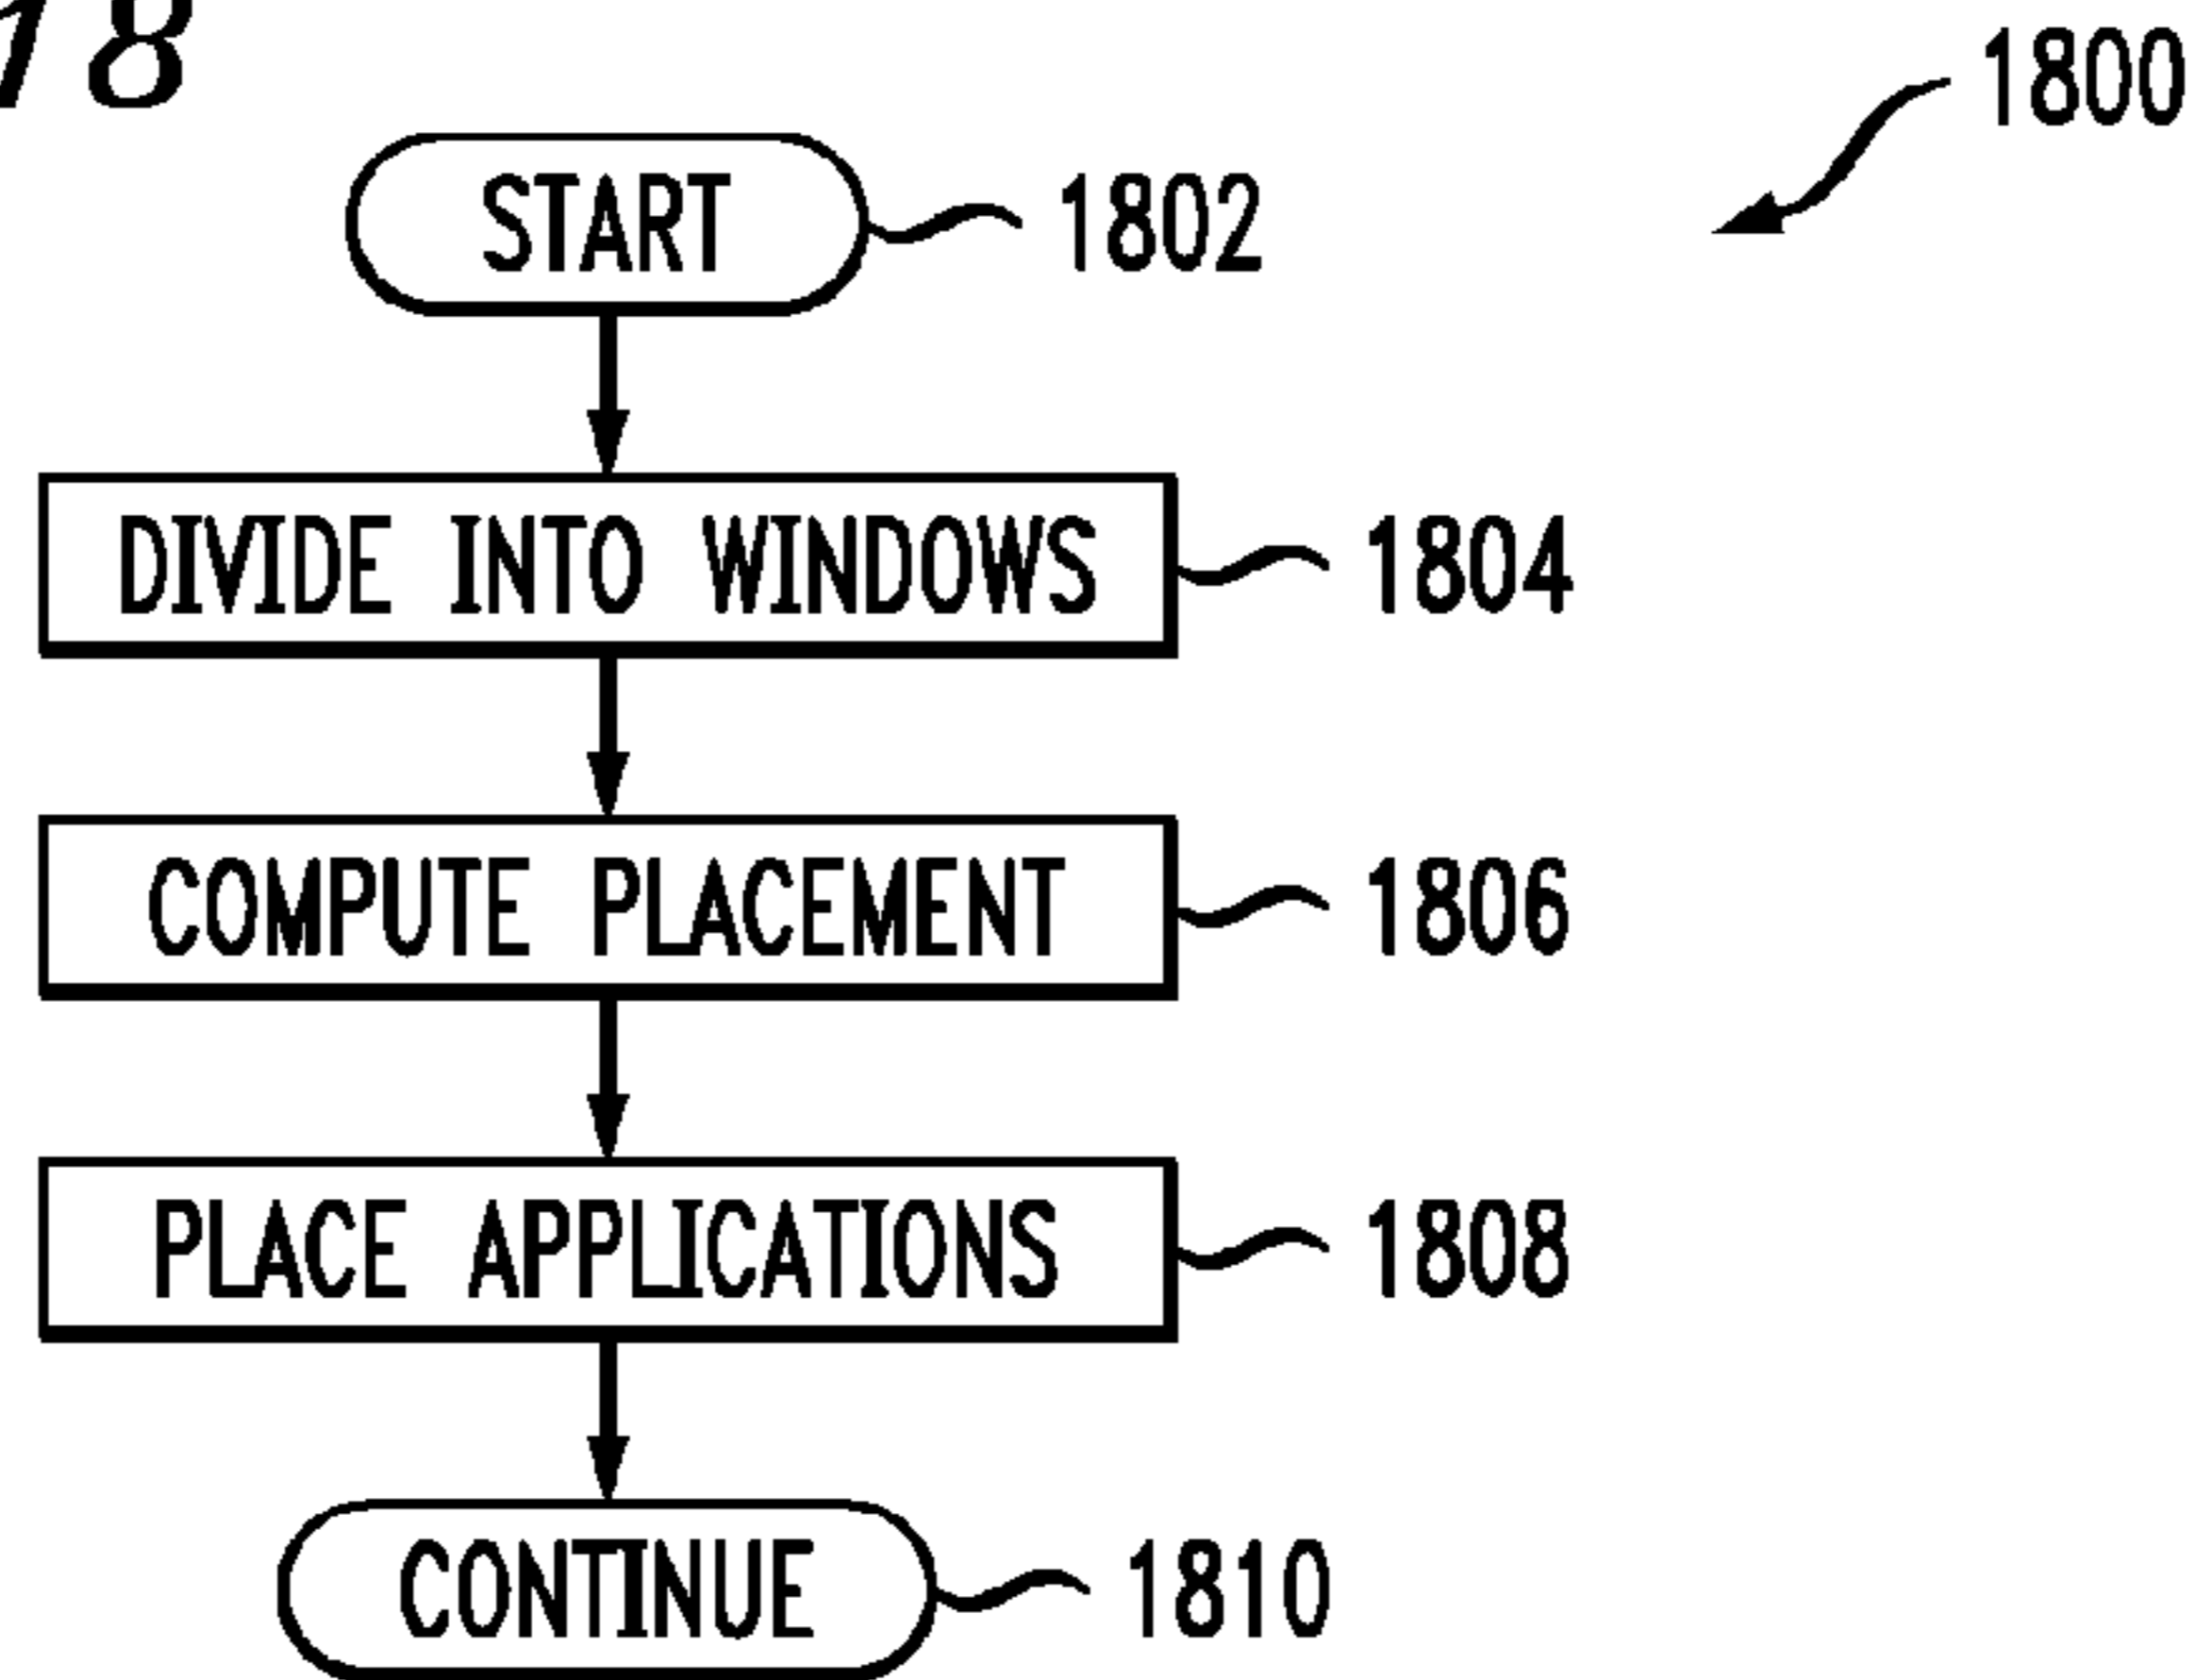 18
1800
START 1802
DIVIDE INTO WINDOWS 1804
COMPUTE PLACEMENT 1806
PLACE APPLICATIONS 1808
CONTINUE 1810